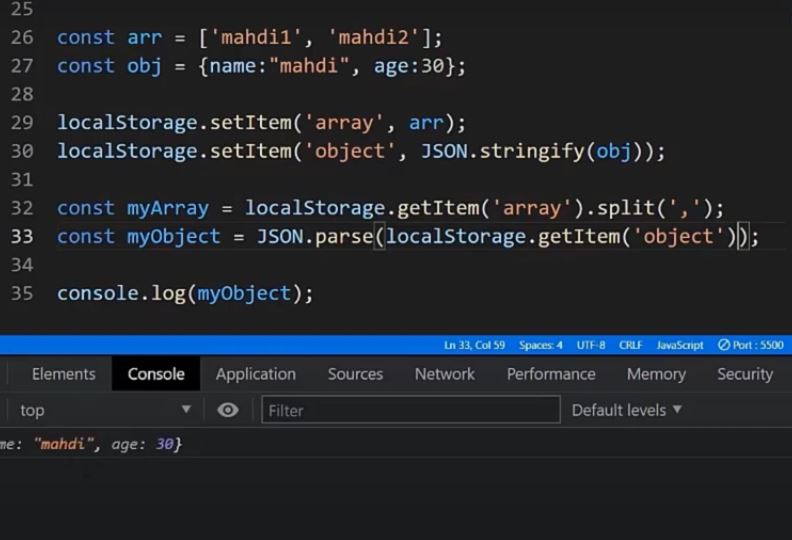 25
26 const arr = ['mahdi1', 'mahdi2'];
27 const obj = {name:"mahdi", age:30};
28
29 localStorage.setItem('array', arr);
30 localStorage.setItem('object', JSON.stringify(obj));
31
32 const myArray = localStorage.getItem('array').split(',');
33 const myObject = JSON.parse(localStorage.getItem('object'));
34
35 console.log(myObject);
Ln 33, Col 59 Spaces: 4 UTF-8 CRLF JavaScript Port : 5500
Elements Console Application Sources Network Performance Memory Security
top Filter Default levels
me: "mahdi", age: 30}